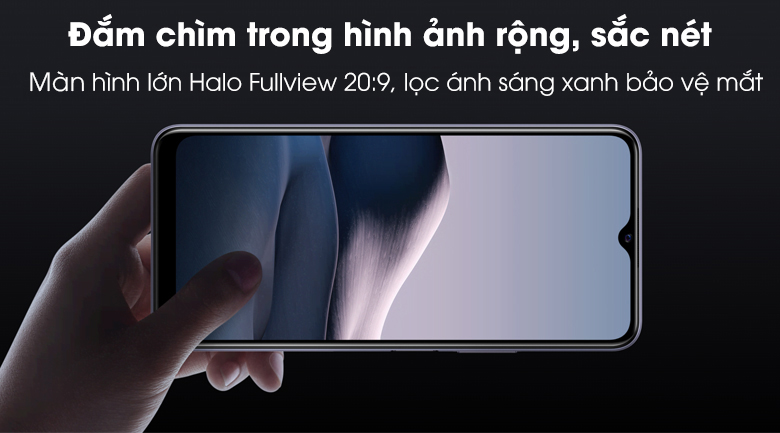 Đắm chìm trong hình ảnh rộng, sắc nét
Màn hình lớn Halo Fullview 20:9, lọc ánh sáng xanh bảo vệ mắt